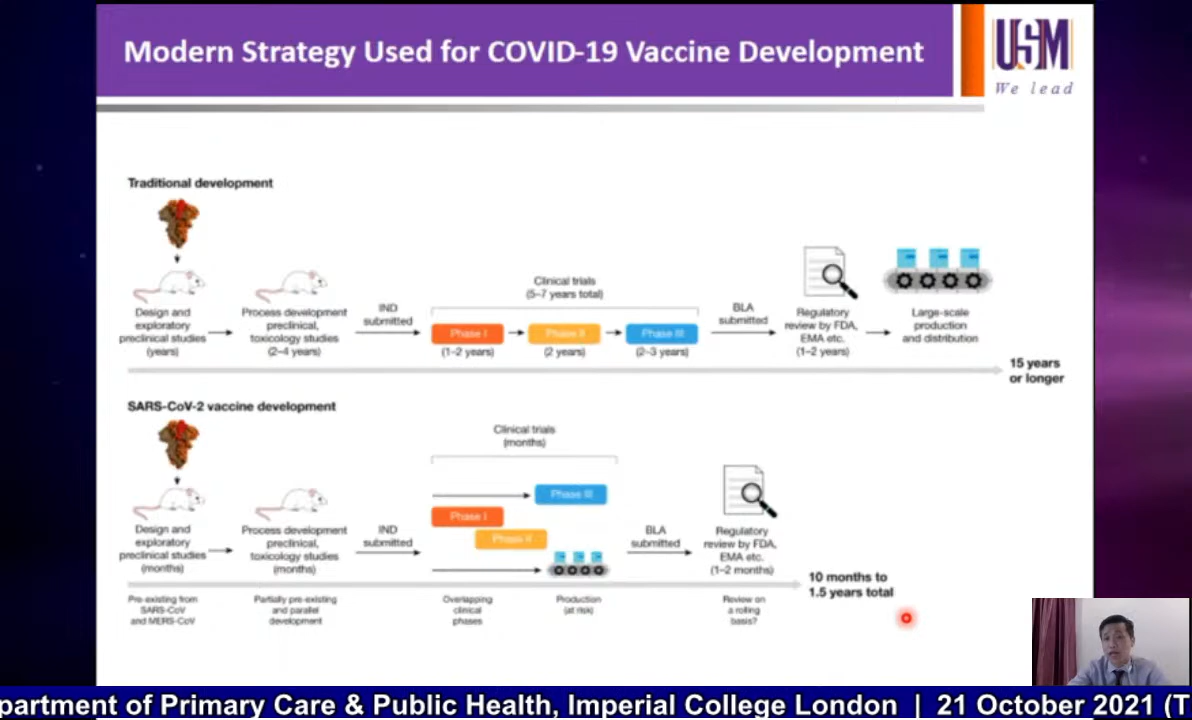 Modern Strategy Used for COVID-19 Vaccine Development
USM
We lead
Traditional development
Design and
exploratory
preclinical studies
(years)
Process development
preclinical,
toxicology studies
(2–4 years)
IND
submitted
Clinical trials
(5–7 years total)
Phase I
(1–2 years)
Phase II
(2 years)
Phase III
(2–3 years)
BLA
submitted
Regulatory
review by FDA,
EMA etc.
(1–2 years)
Large-scale
production
and distribution
15 years
or longer
SARS-CoV-2 vaccine development
Design and
exploratory
preclinical studies
(months)
Process development
preclinical,
toxicology studies
(months)
IND
submitted
Clinical trials
(months)
Phase III
Phase I
Phase II
BLA
submitted
Regulatory
review by FDA,
EMA etc.
(1–2 months)
10 months to
1.5 years total
Pre-existing from
SARS-CoV
and MERS-CoV
Partially pre-existing
and parallel
development
Overlapping
clinical
phases
Production
(at risk)
Review on
a rolling
basis?
partment of Primary Care & Public Health, Imperial College London | 21 October 2021 (T